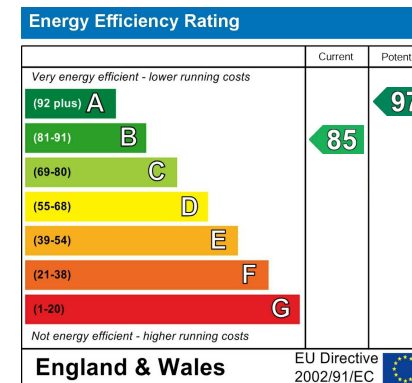 Energy Efficiency Rating
Current Potent
Very energy efficient - lower running costs
(92 plus) A
97
(81-91) B
85
(69-80) C
(55-68) D
(39-54) E
(21-38) F
(1-20) G
Not energy efficient - higher running costs
England & Wales
EU Directive
2002/91/EC